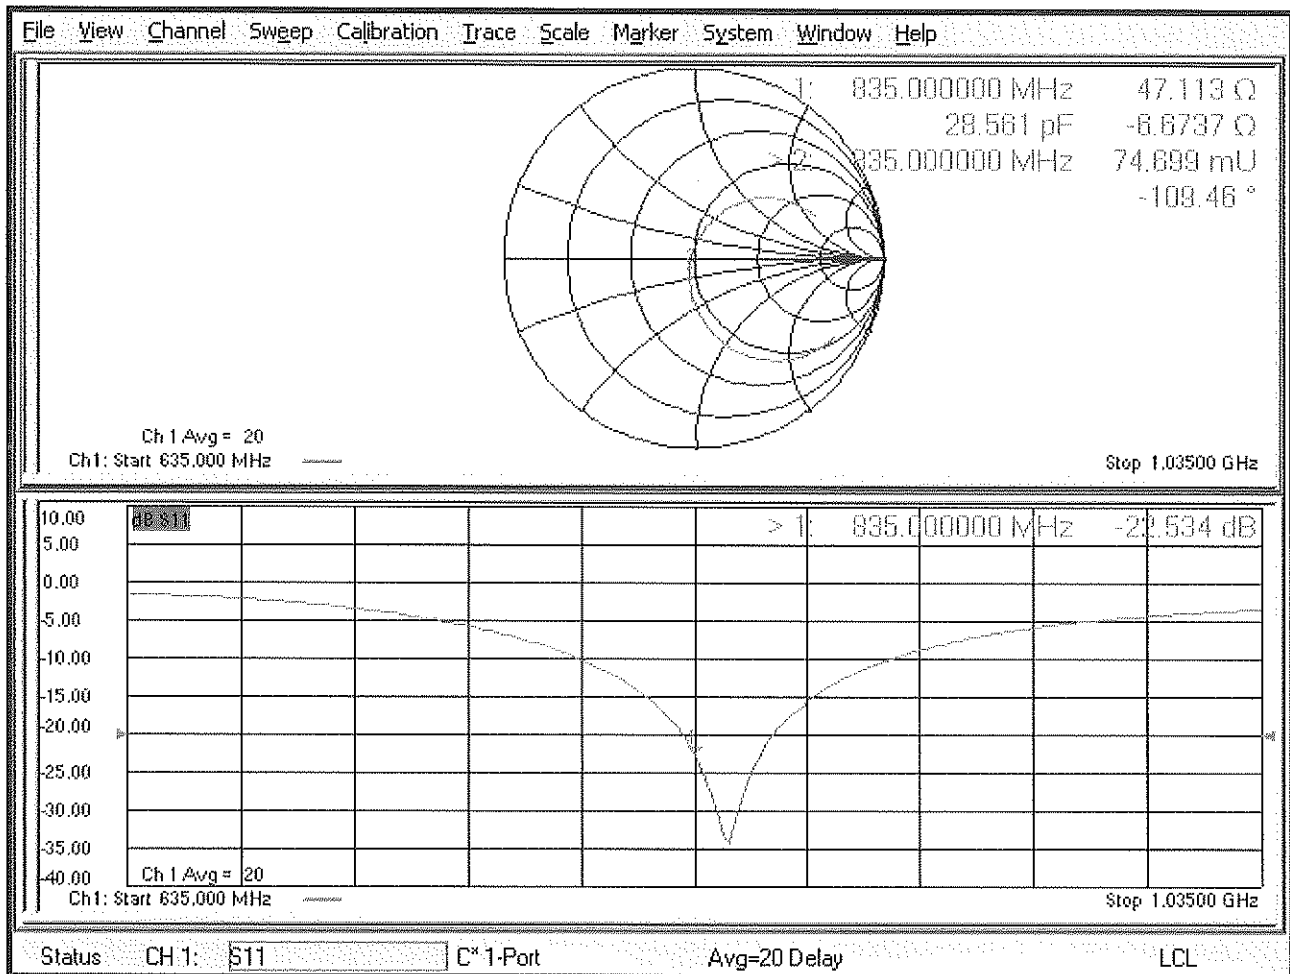 File View Channel Sweep Calibration Trace Scale Marker System Window Help
1: 835.000000 MHz 47.113 Ω
28.561 pF -6.6737 Ω
> 2: 835.000000 MHz 74.699 mU
-109.46 °
Ch 1 Avg = 20
Ch1: Start 635.000 MHz Stop 1.03500 GHz
10.00 dB S11 > 1: 835.000000 MHz -22.534 dB
5.00
0.00
-5.00
-10.00
-15.00
-20.00
-25.00
-30.00
-35.00
-40.00 Ch 1 Avg = 20
Ch1: Start 635.000 MHz Stop 1.03500 GHz
Status CH 1: S11 C* 1-Port Avg=20 Delay LCL